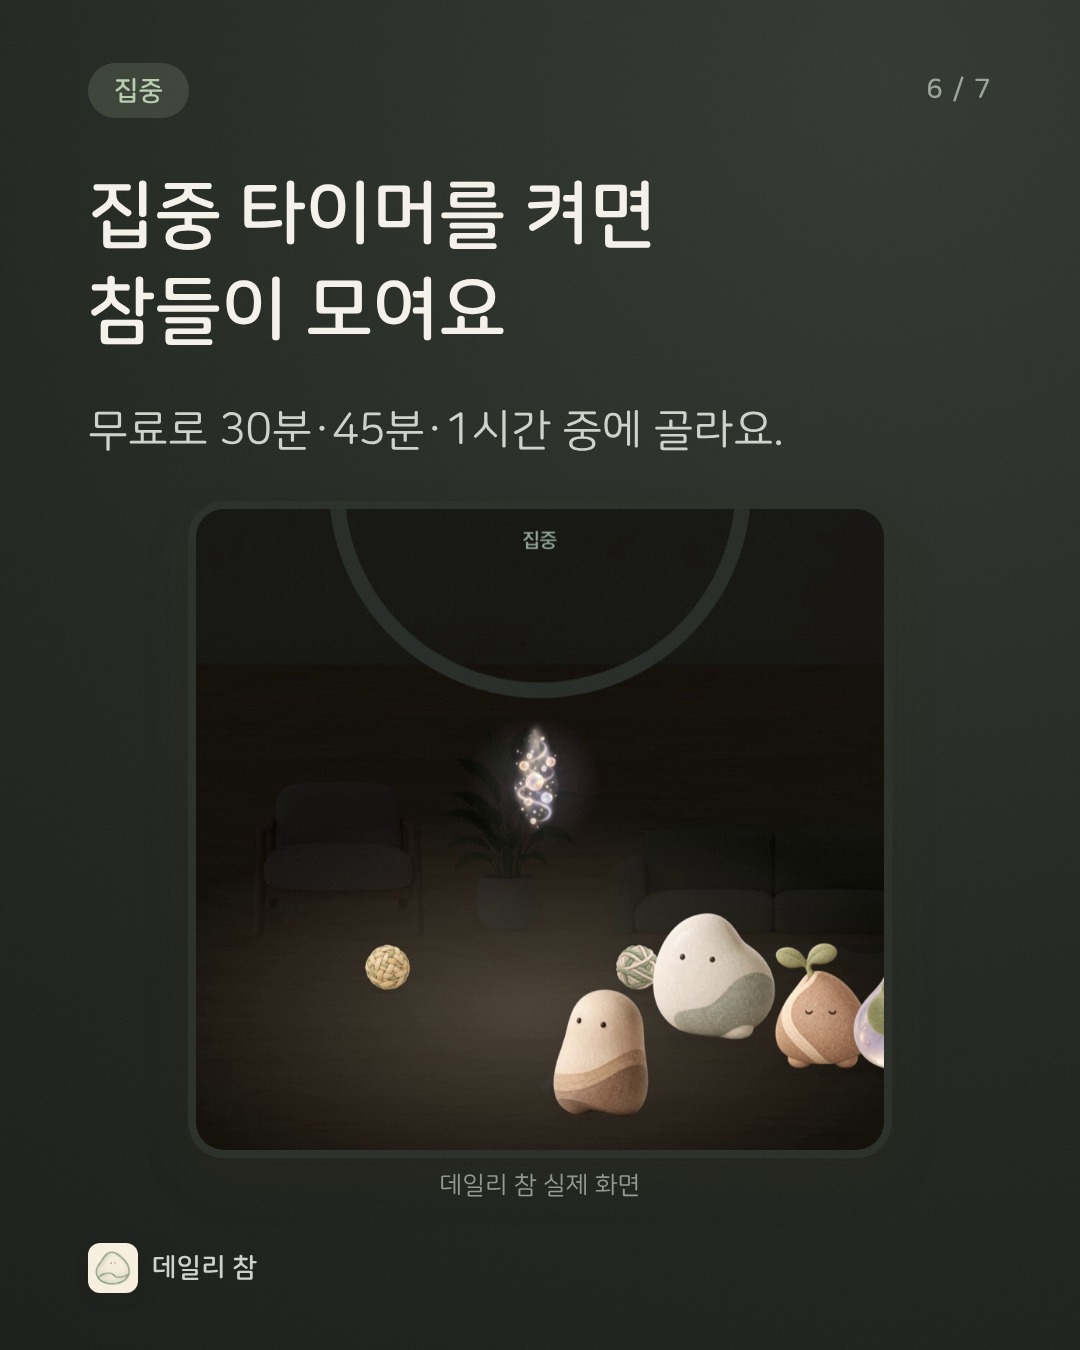 집중
6 / 7
집중 타이머를 켜면
참들이 모여요
무료로 30분·45분·1시간 중에 골라요.
집중
데일리 참 실제 화면
데일리 참